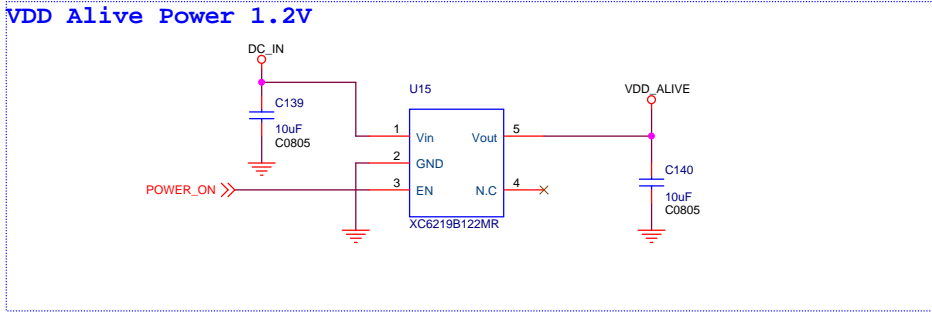 VDD Alive Power 1.2V
DC_IN
U15
VDD_ALIVE
C139
10uF
C0805
1
Vin
Vout
5
2
GND
POWER_ON
3
EN
N.C
4
C140
10uF
C0805
XC6219B122MR